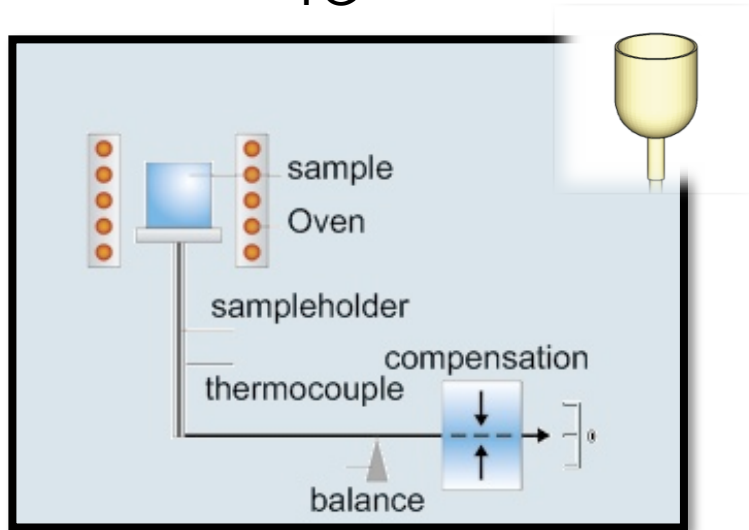 sample
Oven
sampleholder
compensation
thermocouple
balance